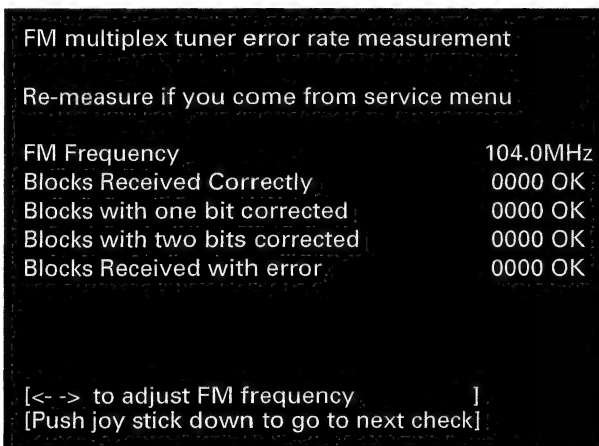 FM multiplex tuner error rate measurement
Re-measure if you come from service menu
FM Frequency 104.0MHz
Blocks Received Correctly 0000 OK
Blocks with one bit corrected 0000 OK
Blocks with two bits corrected 0000 OK
Blocks Received with error 0000 OK
[<- -> to adjust FM frequency ]
[Push joy stick down to go to next check]